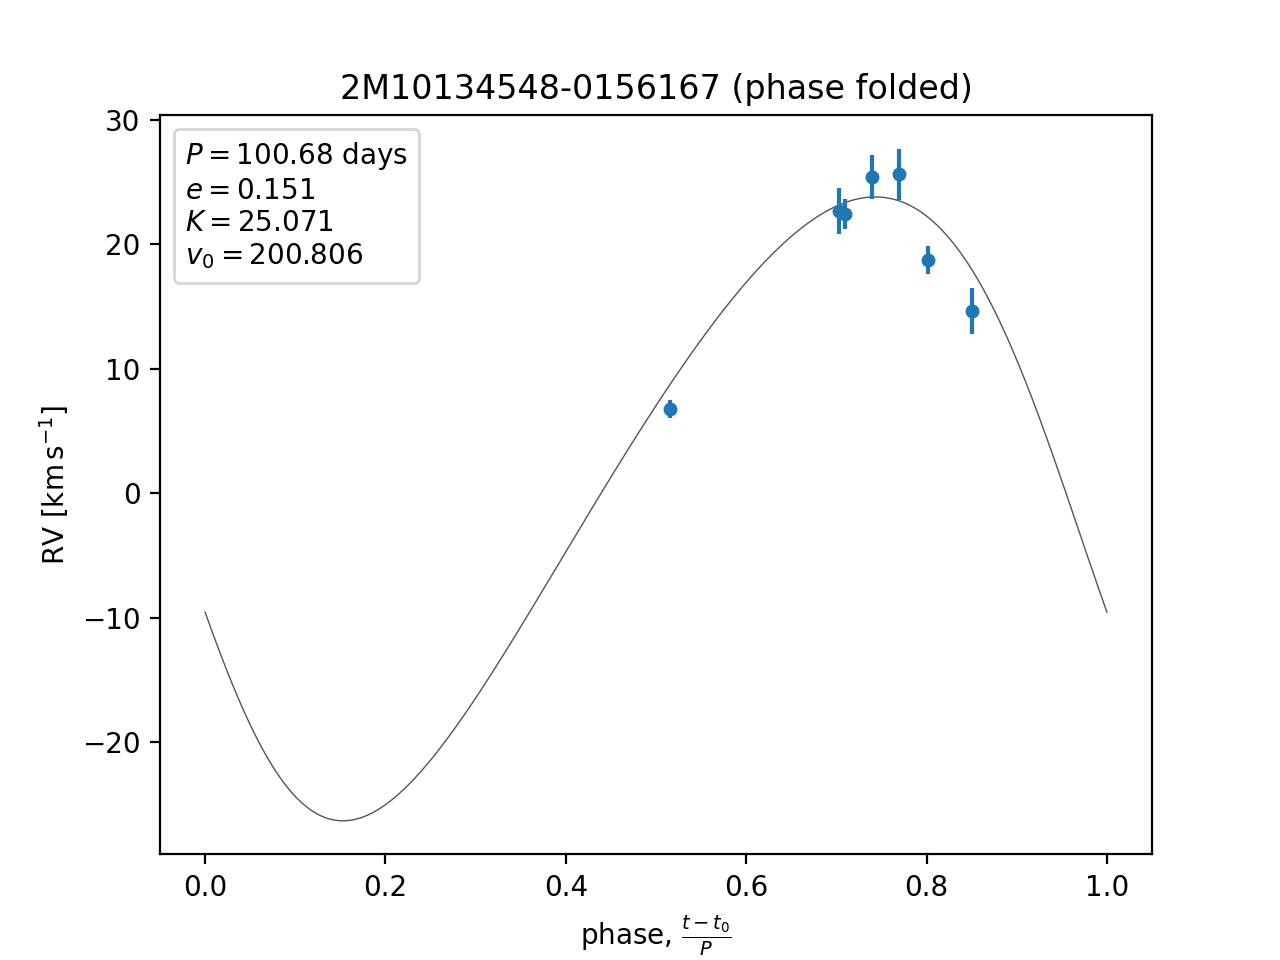 2M10134548-0156167 (phase folded)
P = 100.68 days
e = 0.151
K = 25.071
v₀ = 200.806
30
20
10
0
−10
−20
RV [km s⁻¹]
0.0 0.2 0.4 0.6 0.8 1.0
phase, (t − t₀)/P